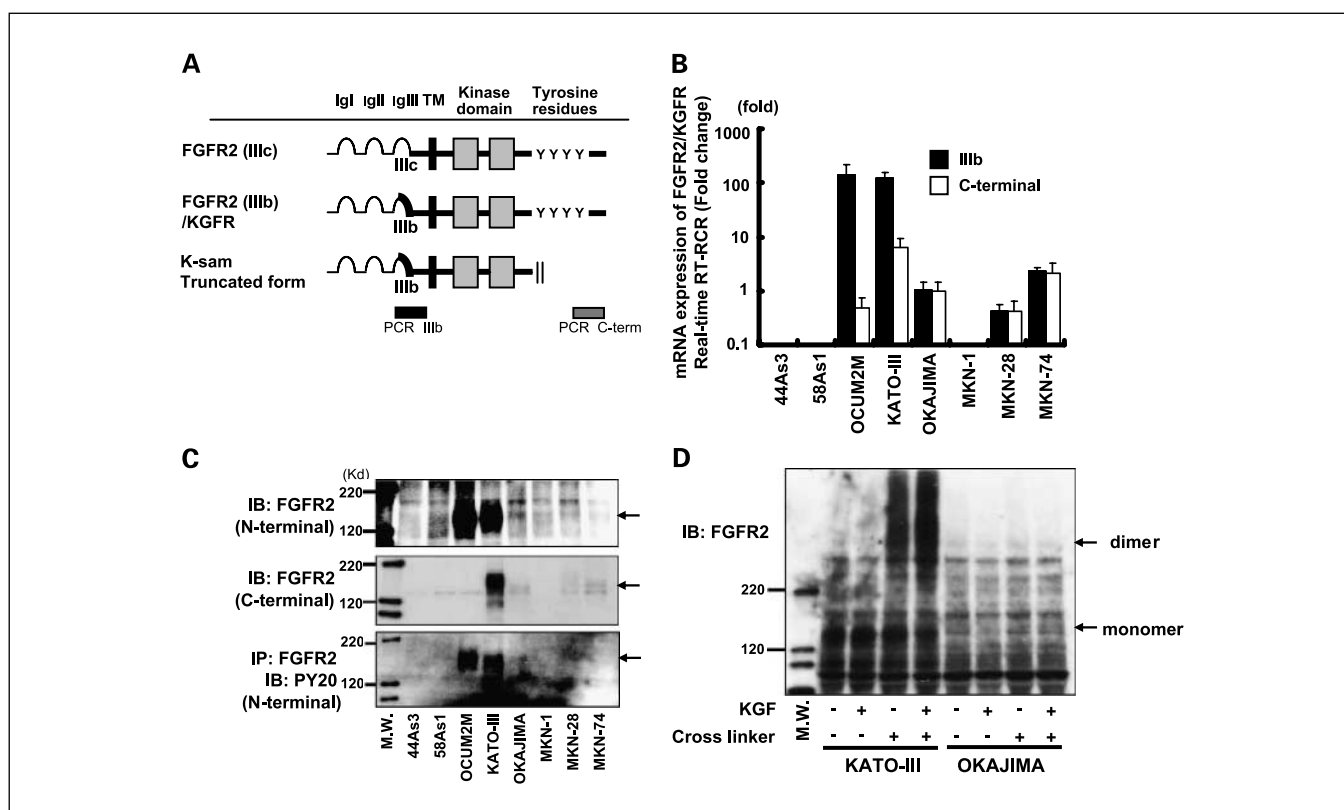 A
IgI IgII IgIII TM Kinase domain Tyrosine residues
FGFR2 (IIIc)
IIIc
Y Y Y Y
FGFR2 (IIIb)
/KGFR
IIIb
Y Y Y Y
K-sam
Truncated form
IIIb
PCR IIIb
PCR C-term
B
(fold)
mRNA expression of FGFR2/KGFR
Real-time RT-RCR (Fold change)
1000
100
10
1
0.1
IIIb
C-terminal
44As3
58As1
OCUM2M
KATO-III
OKAJIMA
MKN-1
MKN-28
MKN-74
C
(Kd)
IB: FGFR2
(N-terminal)
220
120
IB: FGFR2
(C-terminal)
220
120
IP: FGFR2
IB: PY20
(N-terminal)
220
120
M.W.
44As3
58As1
OCUM2M
KATO-III
OKAJIMA
MKN-1
MKN-28
MKN-74
D
IB: FGFR2
220
120
dimer
monomer
M.W.
KGF - + - + - + - +
Cross linker - - + + - - + +
KATO-III OKAJIMA